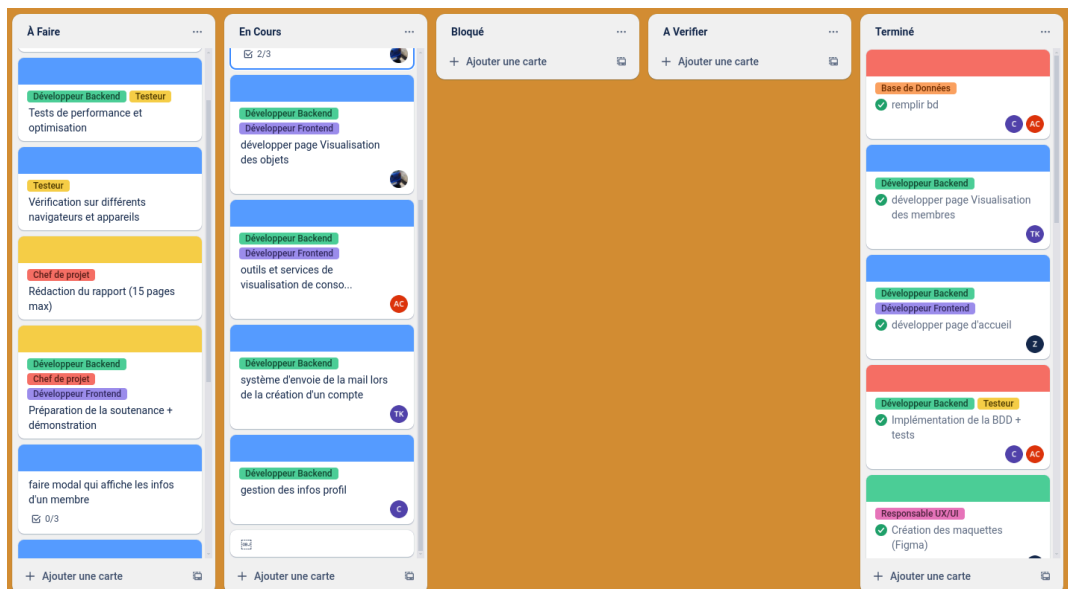 À Faire
Développeur Backend Testeur
Tests de performance et
optimisation
Testeur
Vérification sur différents
navigateurs et appareils
Chef de projet
Rédaction du rapport (15 pages
max)
Développeur Backend
Chef de projet
Développeur Frontend
Préparation de la soutenance +
démonstration
faire modal qui affiche les infos
d'un membre
0/3
+ Ajouter une carte
En Cours
2/3
Développeur Backend
Développeur Frontend
développer page Visualisation
des objets
Développeur Backend
Développeur Frontend
outils et services de
visualisation de conso...
AC
Développeur Backend
système d'envoie de la mail lors
de la création d'un compte
TK
Développeur Backend
gestion des infos profil
C
+ Ajouter une carte
Bloqué
+ Ajouter une carte
A Verifier
+ Ajouter une carte
Terminé
Base de Données
remplir bd
C AC
Développeur Backend
développer page Visualisation
des membres
TK
Développeur Backend
Développeur Frontend
développer page d'accueil
Z
Développeur Backend Testeur
Implémentation de la BDD +
tests
C AC
Responsable UX/UI
Création des maquettes
(Figma)
+ Ajouter une carte